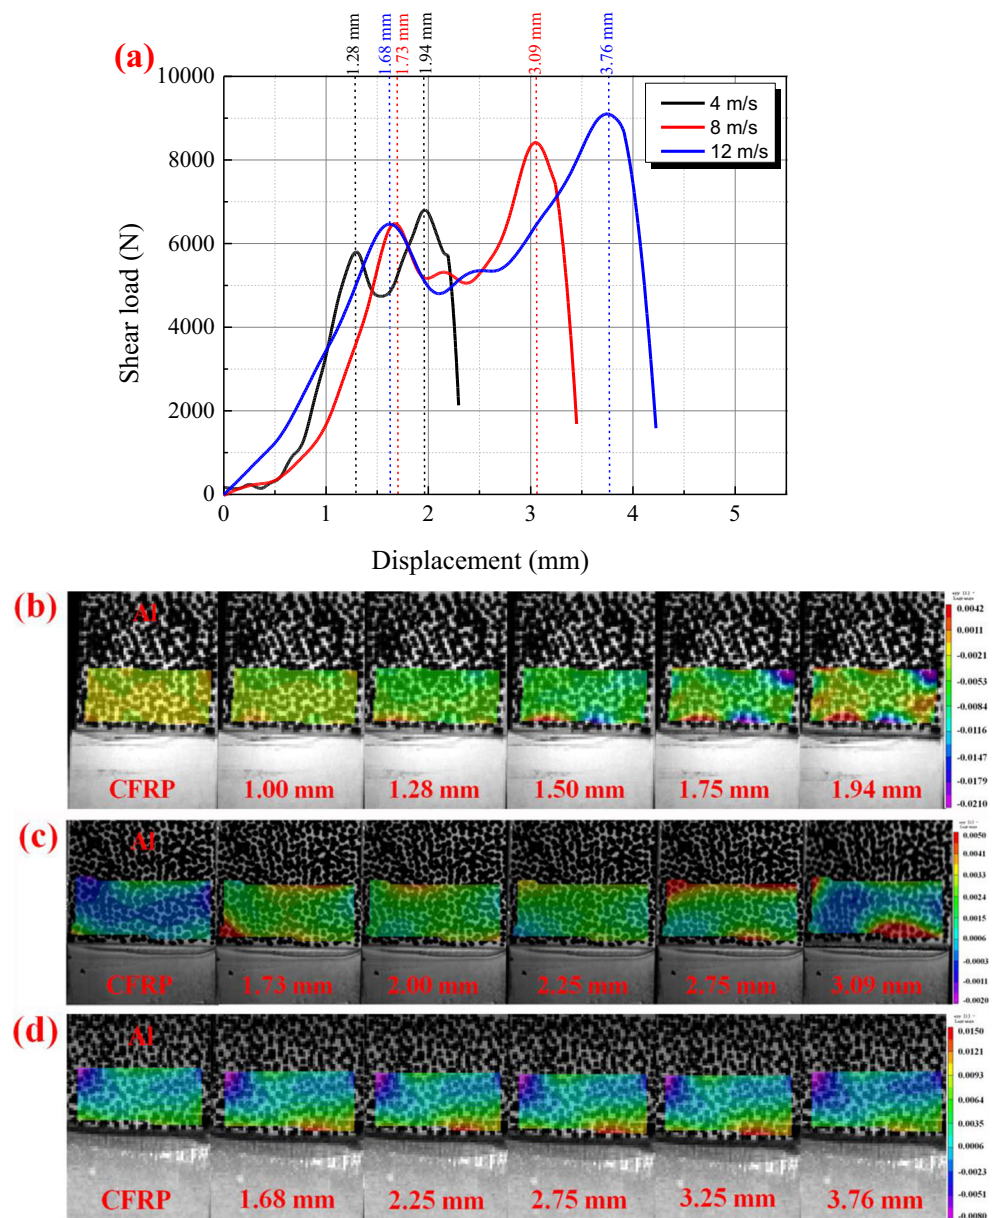 (a)
1.28 mm
1.68 mm
1.73 mm
1.94 mm
3.09 mm
3.76 mm
10000
8000
6000
4000
2000
0
Shear load (N)
4 m/s
8 m/s
12 m/s
0
1
2
3
4
5
Displacement (mm)
(b)
Al
CFRP
1.00 mm
1.28 mm
1.50 mm
1.75 mm
1.94 mm
0.0042
0.0011
-0.0021
-0.0053
-0.0084
-0.0116
-0.0147
-0.0179
-0.0210
(c)
Al
CFRP
1.73 mm
2.00 mm
2.25 mm
2.75 mm
3.09 mm
0.0050
0.0041
0.0033
0.0024
0.0015
0.0006
-0.0003
-0.0011
-0.0020
(d)
Al
CFRP
1.68 mm
2.25 mm
2.75 mm
3.25 mm
3.76 mm
0.0150
0.0121
0.0093
0.0064
0.0035
0.0006
-0.0023
-0.0051
-0.0080